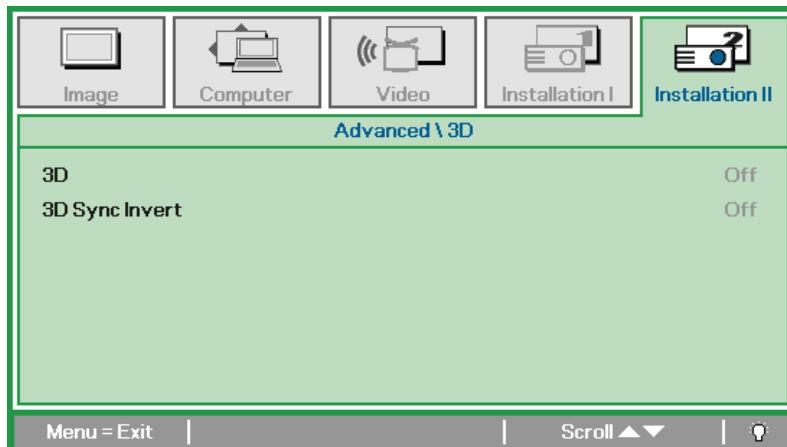 Image Computer Video Installation I Installation II
Advanced \ 3D
3D Off
3D Sync Invert Off
Menu = Exit Scroll